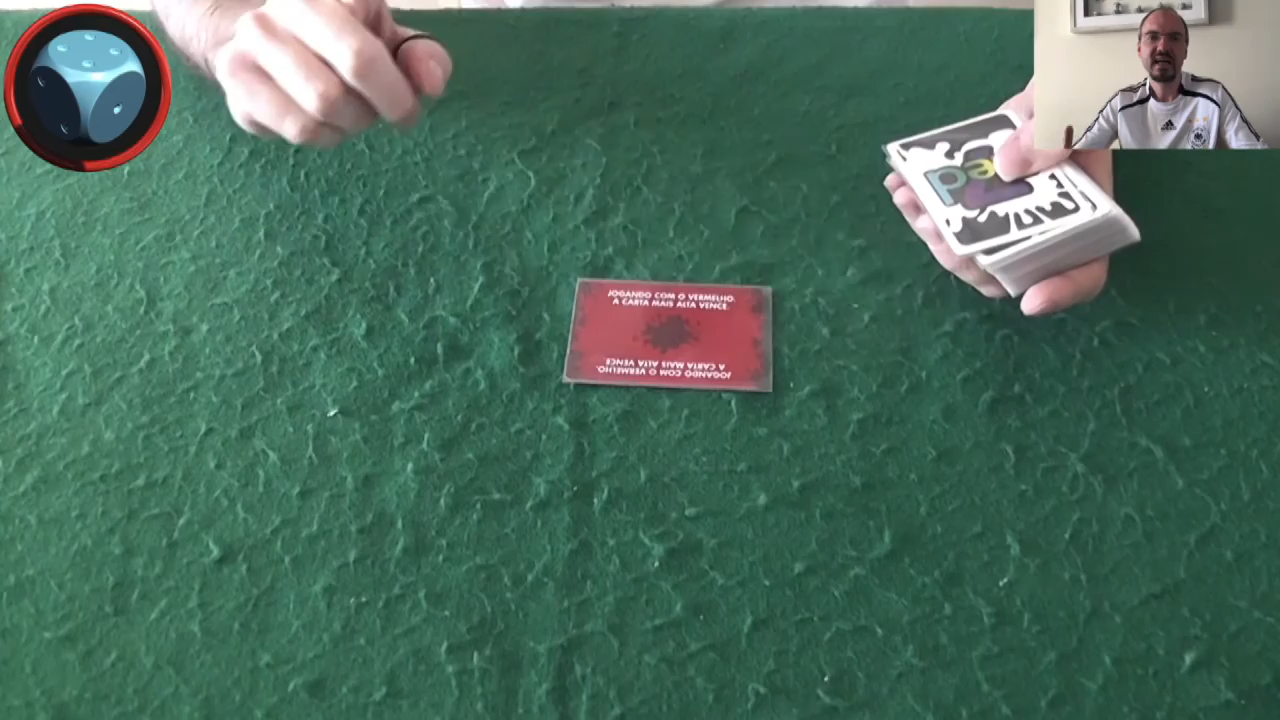 JOGANDO COM O VERMELHO.
A CARTA MAIS ALTA VENCE.
JOGANDO COM O VERMELHO.
A CARTA MAIS ALTA VENCE